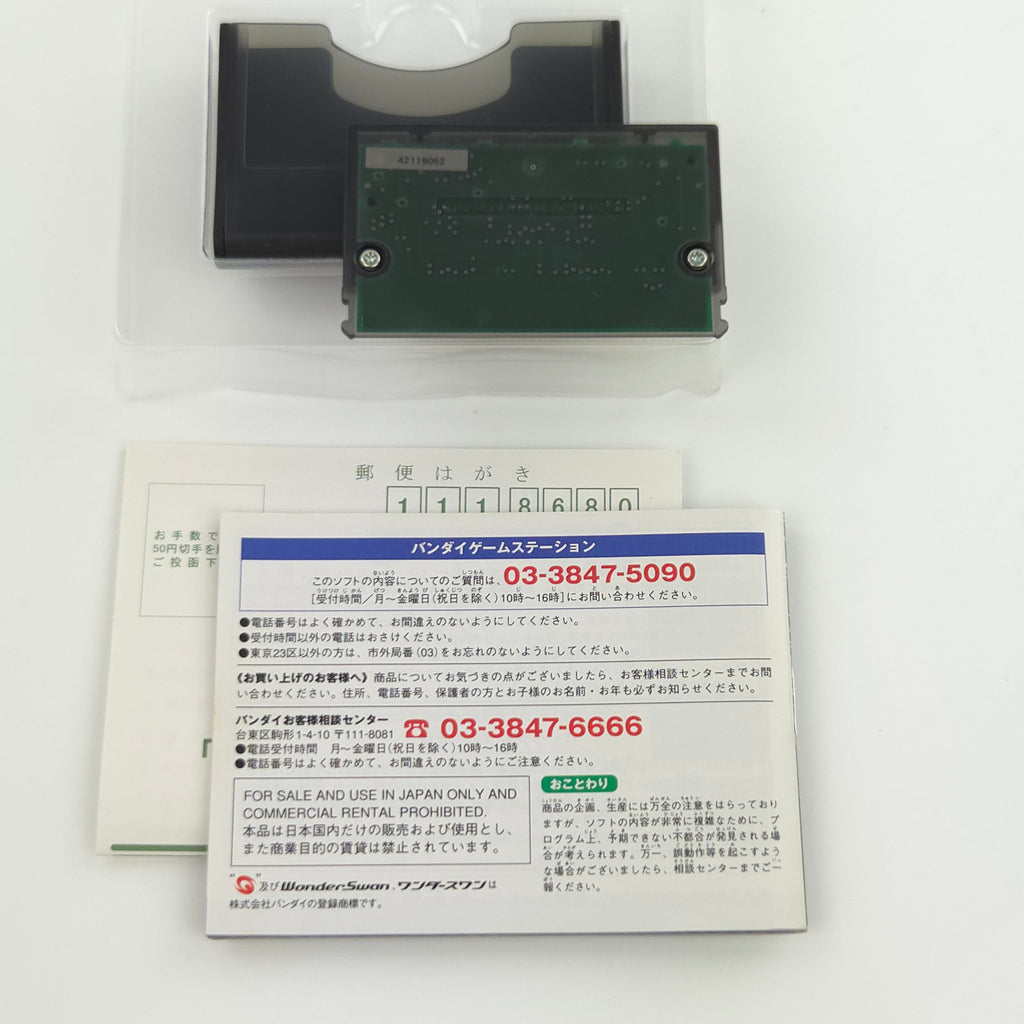 42119062
郵便はがき
1118680
お手数で
50円切手を
ご投函下
バンダイゲームステーション
このソフトの内容についてのご質問は、03-3847-5090
[受付時間/月〜金曜日(祝日を除く)10時〜16時]にお問い合わせください。
●電話番号はよく確かめて、お間違えのないようにしてください。
●受付時間以外の電話はおさけください。
●東京23区以外の方は、市外局番(03)をお忘れのないようにしてください。
《お買い上げのお客様へ》商品についてお気づきの点がございましたら、お客様相談センターまでお問
い合わせください。住所、電話番号、保護者の方とお子様のお名前・お年も必ずお知らせください。
バンダイお客様相談センター
台東区駒形1-4-10 〒111-8081 ☎ 03-3847-6666
●電話受付時間 月〜金曜日(祝日を除く)10時〜16時
●電話番号はよく確かめて、お間違えのないようにご注意ください。
FOR SALE AND USE IN JAPAN ONLY AND
COMMERCIAL RENTAL PROHIBITED.
本品は日本国内だけの販売および使用とし、
また商業目的の賃貸は禁止されています。
おことわり
商品の企画、生産には万全の注意をはらっており
ますが、ソフトの内容が非常に複雑なために、プ
ログラム上、予期できない不都合が発見される場
合が考えられます。万一、誤動作等を起こすよう
な場合がございましたら、相談センターまでご一
報ください。
及びWonderSwan、ワンダースワンは
株式会社バンダイの登録商標です。